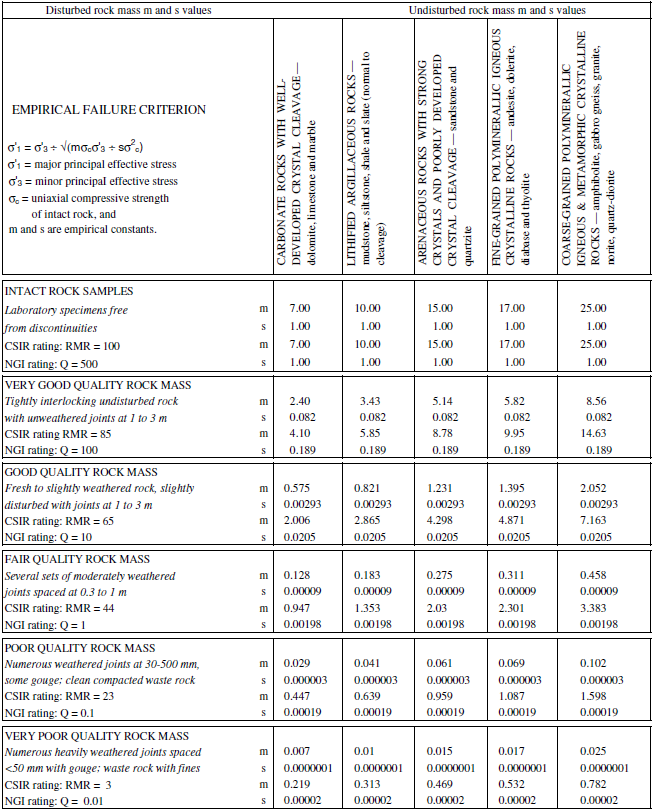 Disturbed rock mass m and s values Undisturbed rock mass m and s values
EMPIRICAL FAILURE CRITERION
σ'₁ = σ'₃ ÷ √(mσ꜀σ'₃ ÷ sσ²꜀)
σ'₁ = major principal effective stress
σ'₃ = minor principal effective stress
σ꜀ = uniaxial compressive strength
of intact rock, and
m and s are empirical constants.
CARBONATE ROCKS WITH WELL-
DEVELOPED CRYSTAL CLEAVAGE —
dolomite, limestone and marble
LITHIFIED ARGILLACEOUS ROCKS —
mudstone, siltstone, shale and slate (normal to
cleavage)
ARENACEOUS ROCKS WITH STRONG
CRYSTALS AND POORLY DEVELOPED
CRYSTAL CLEAVAGE — sandstone and
quartzite
FINE-GRAINED POLYMINERALLIC IGNEOUS
CRYSTALLINE ROCKS — andesite, dolerite,
diabase and thyolite
COARSE-GRAINED POLYMINERALLIC
IGNEOUS & METAMORPHIC CRYSTALLINE
ROCKS — amphibolite, gabbro gneiss, granite,
norite, quartz-diorite
INTACT ROCK SAMPLES
Laboratory specimens free m 7.00 10.00 15.00 17.00 25.00
from discontinuities s 1.00 1.00 1.00 1.00 1.00
CSIR rating: RMR = 100 m 7.00 10.00 15.00 17.00 25.00
NGI rating: Q = 500 s 1.00 1.00 1.00 1.00 1.00
VERY GOOD QUALITY ROCK MASS
Tightly interlocking undisturbed rock m 2.40 3.43 5.14 5.82 8.56
with unweathered joints at 1 to 3 m s 0.082 0.082 0.082 0.082 0.082
CSIR rating RMR = 85 m 4.10 5.85 8.78 9.95 14.63
NGI rating: Q = 100 s 0.189 0.189 0.189 0.189 0.189
GOOD QUALITY ROCK MASS
Fresh to slightly weathered rock, slightly m 0.575 0.821 1.231 1.395 2.052
disturbed with joints at 1 to 3 m s 0.00293 0.00293 0.00293 0.00293 0.00293
CSIR rating: RMR = 65 m 2.006 2.865 4.298 4.871 7.163
NGI rating: Q = 10 s 0.0205 0.0205 0.0205 0.0205 0.0205
FAIR QUALITY ROCK MASS
Several sets of moderately weathered m 0.128 0.183 0.275 0.311 0.458
joints spaced at 0.3 to 1 m s 0.00009 0.00009 0.00009 0.00009 0.00009
CSIR rating: RMR = 44 m 0.947 1.353 2.03 2.301 3.383
NGI rating: Q = 1 s 0.00198 0.00198 0.00198 0.00198 0.00198
POOR QUALITY ROCK MASS
Numerous weathered joints at 30-500 mm, m 0.029 0.041 0.061 0.069 0.102
some gouge: clean compacted waste rock s 0.000003 0.000003 0.000003 0.000003 0.000003
CSIR rating: RMR = 23 m 0.447 0.639 0.959 1.087 1.598
NGI rating: Q = 0.1 s 0.00019 0.00019 0.00019 0.00019 0.00019
VERY POOR QUALITY ROCK MASS
Numerous heavily weathered joints spaced m 0.007 0.01 0.015 0.017 0.025
<50 mm with gouge: waste rock with fines s 0.0000001 0.0000001 0.0000001 0.0000001 0.0000001
CSIR rating: RMR = 3 m 0.219 0.313 0.469 0.532 0.782
NGI rating: Q = 0.01 s 0.00002 0.00002 0.00002 0.00002 0.00002